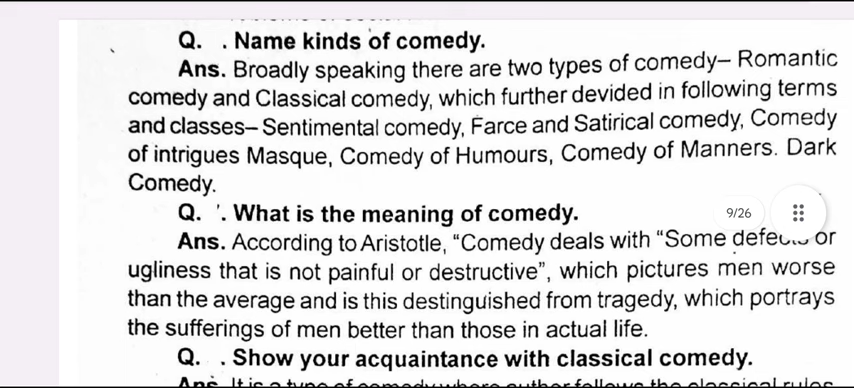 Q. . Name kinds of comedy.
Ans. Broadly speaking there are two types of comedy– Romantic
comedy and Classical comedy, which further devided in following terms
and classes– Sentimental comedy, Farce and Satirical comedy, Comedy
of intrigues Masque, Comedy of Humours, Comedy of Manners. Dark
Comedy.
Q. '. What is the meaning of comedy.
9/26
Ans. According to Aristotle, “Comedy deals with “Some or
ugliness that is not painful or destructive”, which pictures men worse
than the average and is this destinguished from tragedy, which portrays
the sufferings of men better than those in actual life.
Q. . Show your acquaintance with classical comedy.
Ans. It is a type of comedy where author follows the classical rules